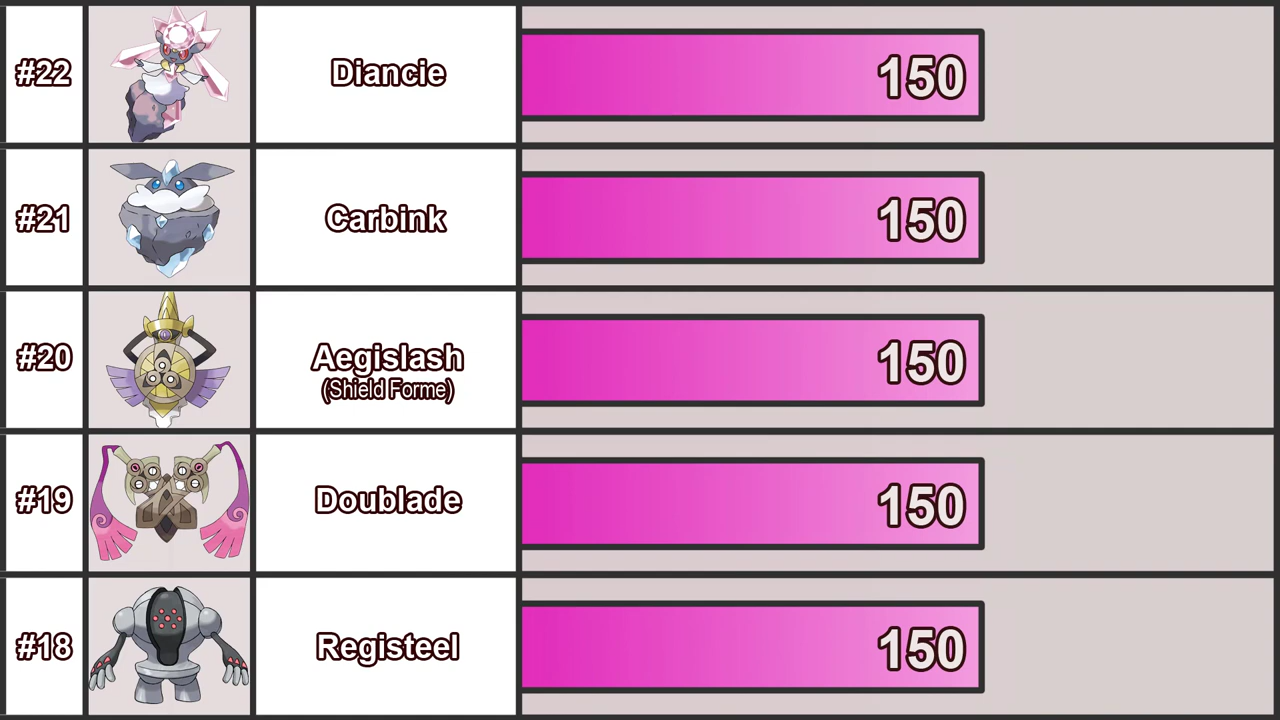 #22
Diancie
150
#21
Carbink
150
#20
Aegislash
(Shield Forme)
150
#19
Doublade
150
#18
Registeel
150